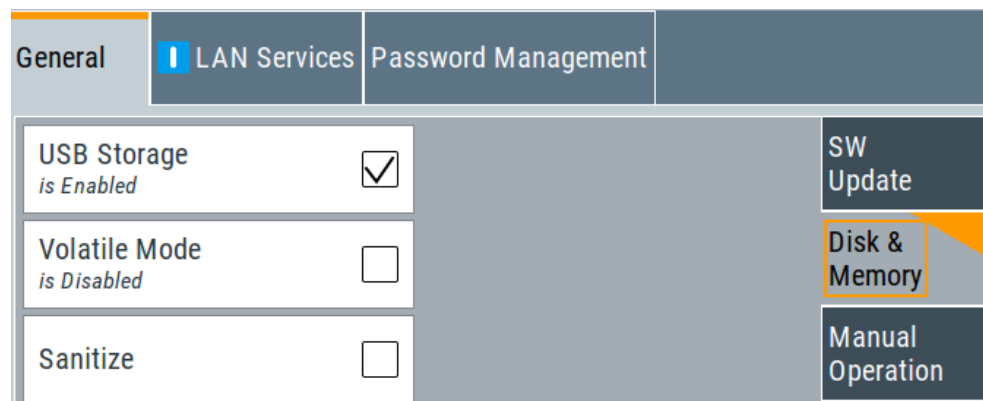 General
LAN Services
Password Management
USB Storage
is Enabled
Volatile Mode
is Disabled
Sanitize
SW
Update
Disk &
Memory
Manual
Operation